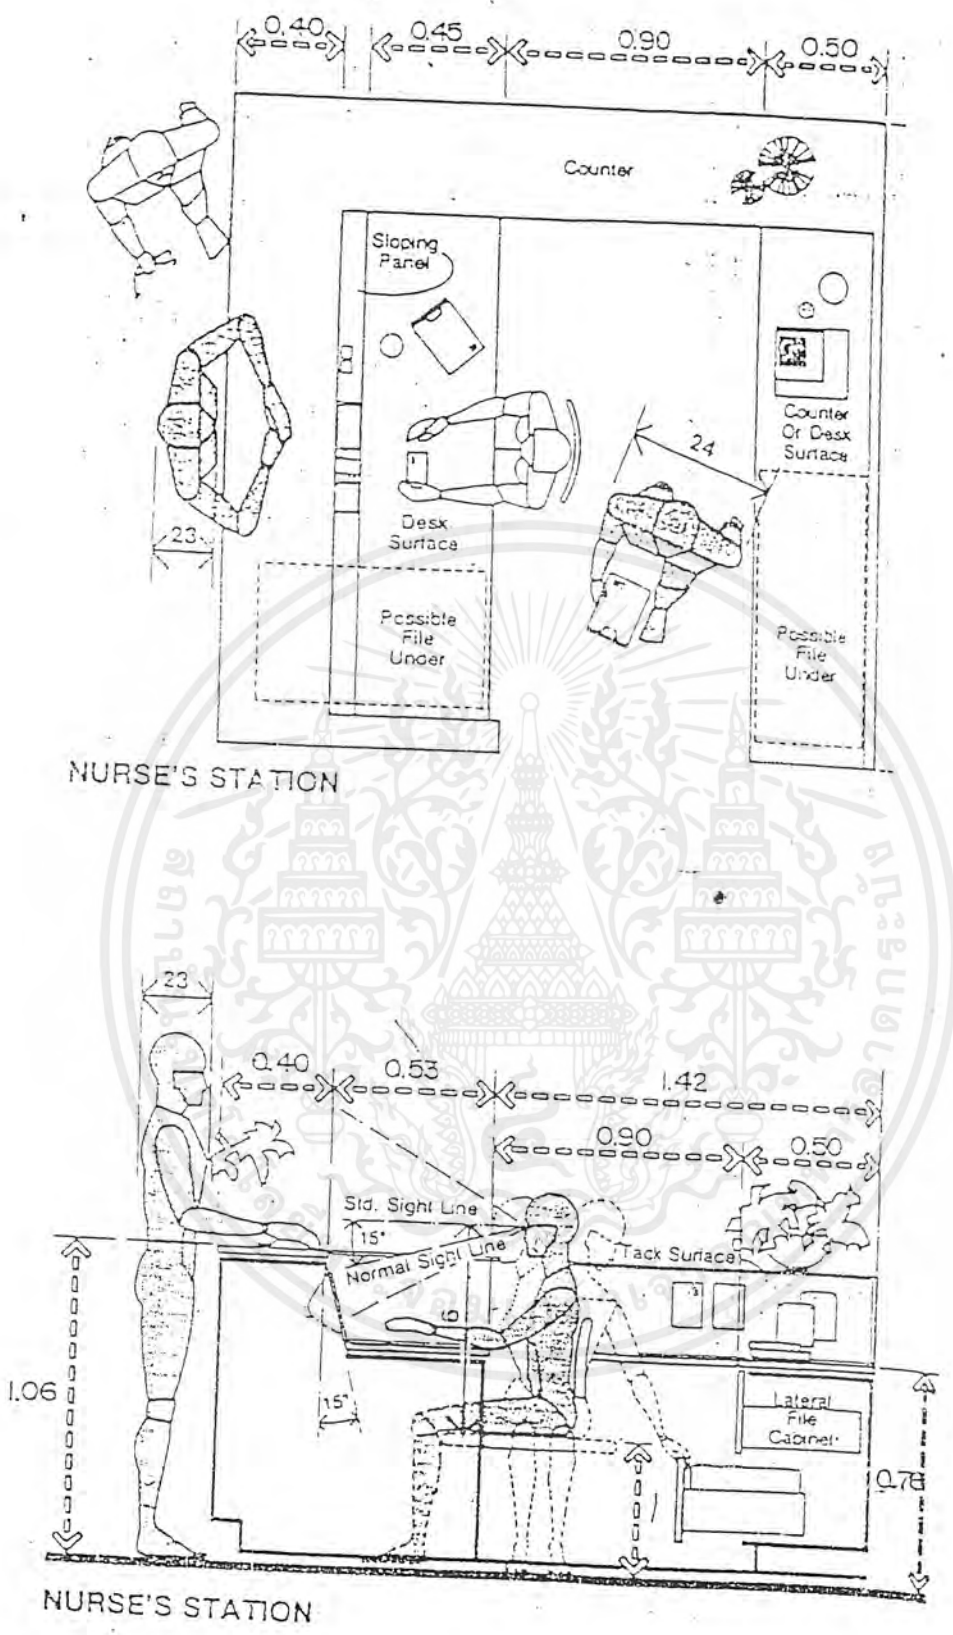 0.40 0.45 0.90 0.50
Counter
Sloping
Panel
Counter
Or Desk
Surface
24
23
Desk
Surface
Possible
File
Under
Possible
File
Under
NURSE'S STATION
23
0.40 0.53 1.42
0.90 0.50
Std. Sight Line
15°
Normal Sight Line
Tack Surface
1.06
15°
Lateral
File
Cabinet
NURSE'S STATION